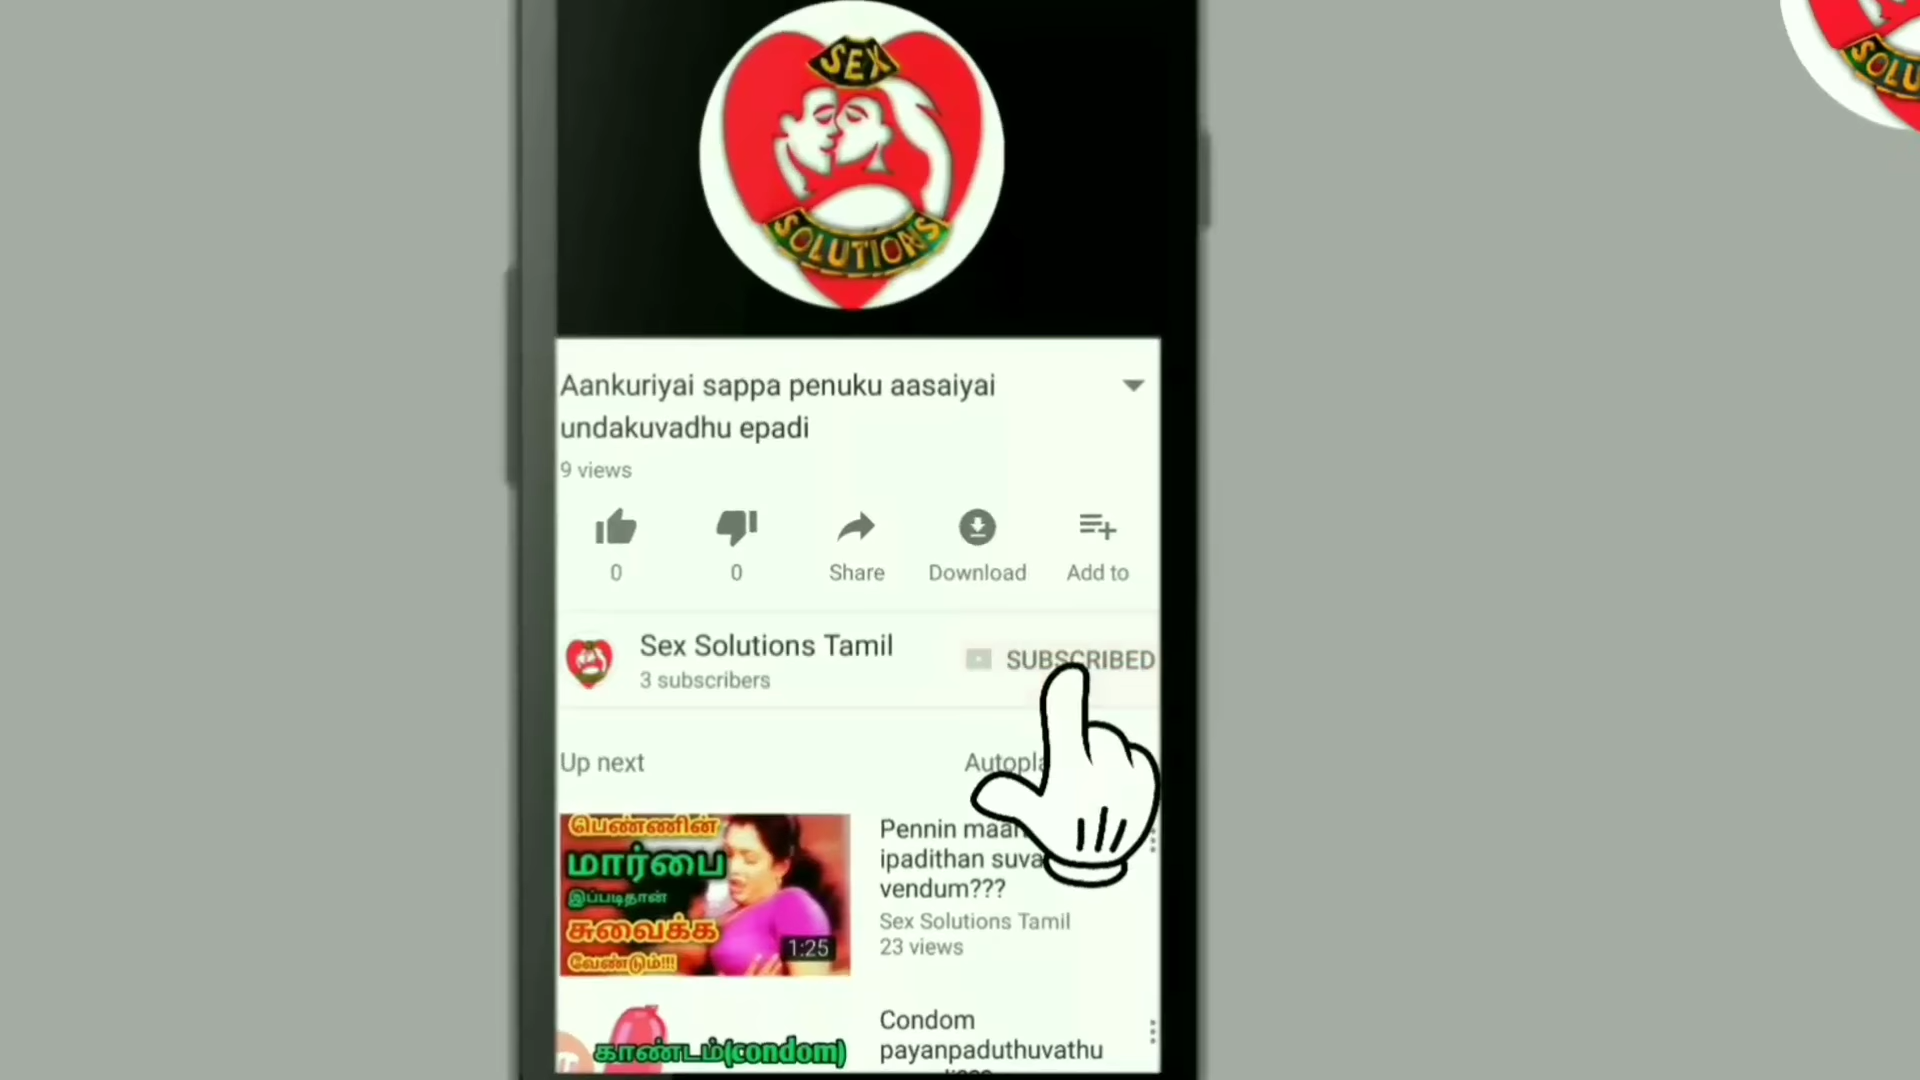 SEX
SOLUTIONS
SOLU
Aankuriyai sappa penuku aasaiyai
undakuvadhu epadi
9 views
0
0
Share
Download
Add to
Sex Solutions Tamil
3 subscribers
SUBSCRIBED
Up next
பெண்ணின்
மார்பை
இப்படிதான்
சுவைக்க
வேண்டும்!!!
1:25
Pennin
ipadithan
vendum???
Sex Solutions Tamil
23 views
காண்டம்(condom)
Condom
payanpaduthuvathu